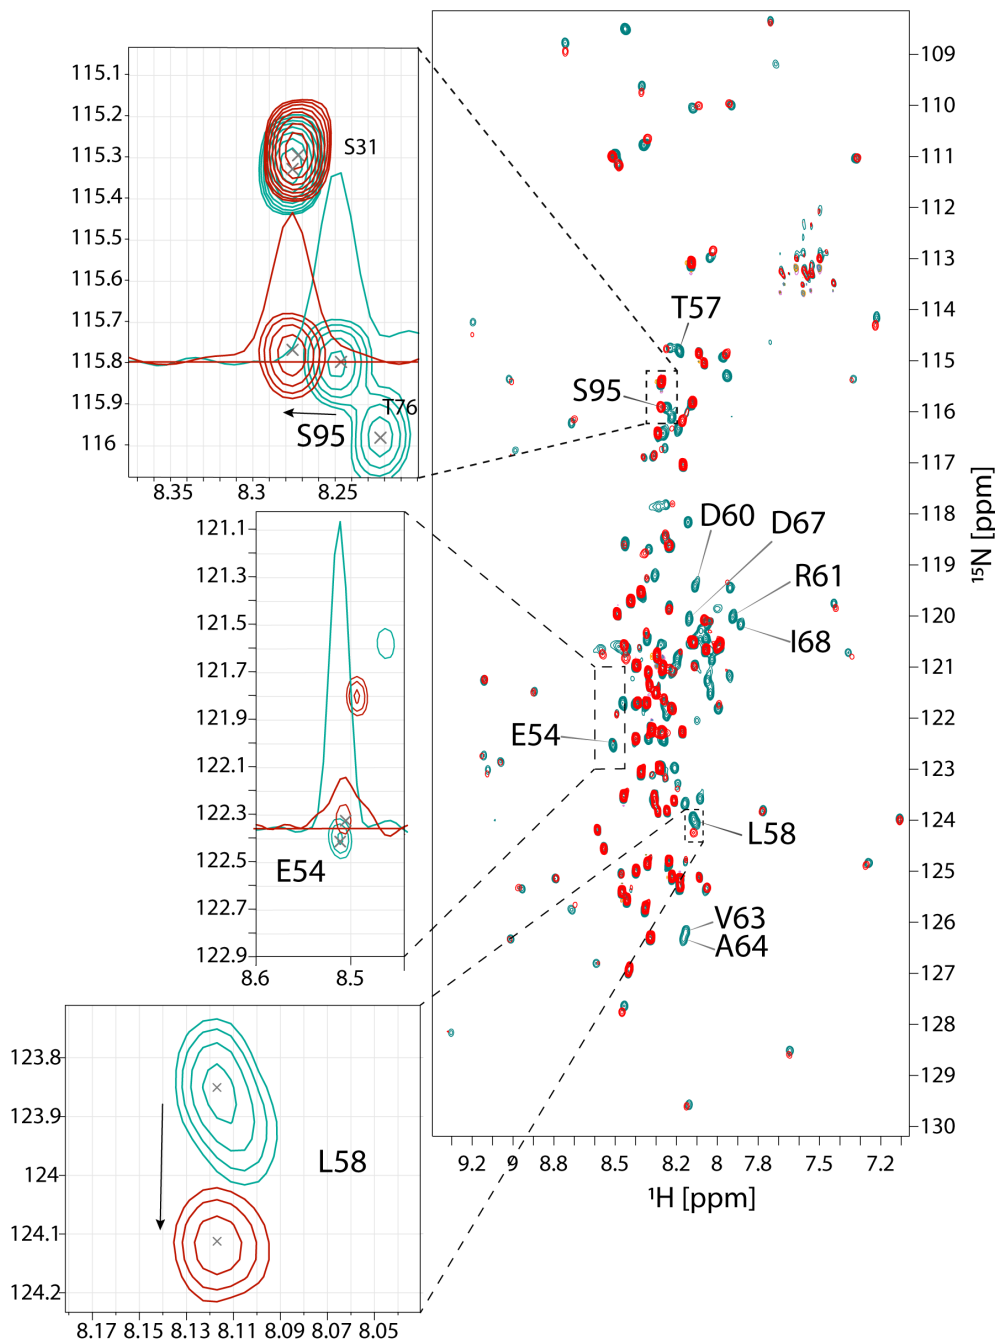 115.1
115.2
115.3
115.4
115.5
115.6
115.7
115.8
115.9
116
S31
T76
S95
8.35 8.3 8.25
121.1
121.3
121.5
121.7
121.9
122.1
122.3
122.5
122.7
122.9
E54
8.6 8.5
123.8
123.9
124
124.1
124.2
L58
8.17 8.15 8.13 8.11 8.09 8.07 8.05
T57
S95
D60
D67
R61
I68
E54
L58
V63
A64
109
110
111
112
113
114
115
116
117
118
119
120
121
122
123
124
125
126
127
128
129
130
¹⁵N [ppm]
9.2 9 8.8 8.5 8.2 8 7.8 7.5 7.2
¹H [ppm]